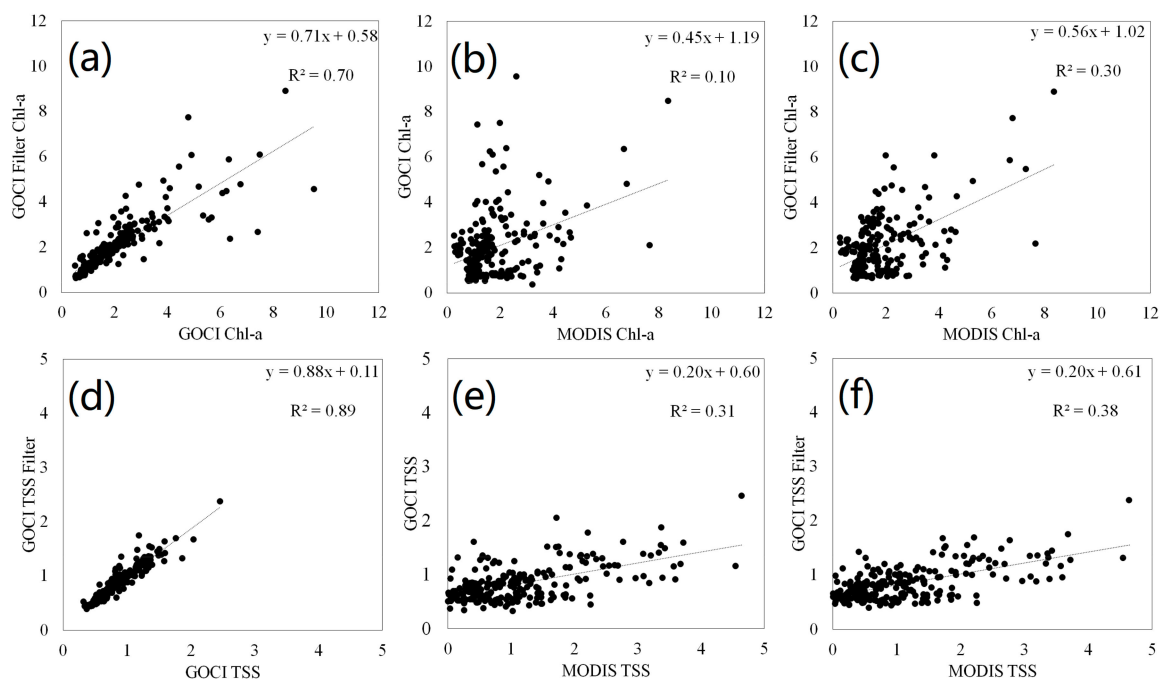 (a)
y = 0.71x + 0.58
R² = 0.70
GOCI Filter Chl-a
12
10
8
6
4
2
0
0 2 4 6 8 10 12
GOCI Chl-a
(b)
y = 0.45x + 1.19
R² = 0.10
GOCI Chl-a
12
10
8
6
4
2
0
0 2 4 6 8 10 12
MODIS Chl-a
(c)
y = 0.56x + 1.02
R² = 0.30
GOCI Filter Chl-a
12
10
8
6
4
2
0
0 2 4 6 8 10 12
MODIS Chl-a
(d)
y = 0.88x + 0.11
R² = 0.89
GOCI TSS Filter
5
4
3
2
1
0
0 1 2 3 4 5
GOCI TSS
(e)
y = 0.20x + 0.60
R² = 0.31
GOCI TSS
5
4
3
2
1
0
0 1 2 3 4 5
MODIS TSS
(f)
y = 0.20x + 0.61
R² = 0.38
GOCI TSS Filter
5
4
3
2
1
0
0 1 2 3 4 5
MODIS TSS